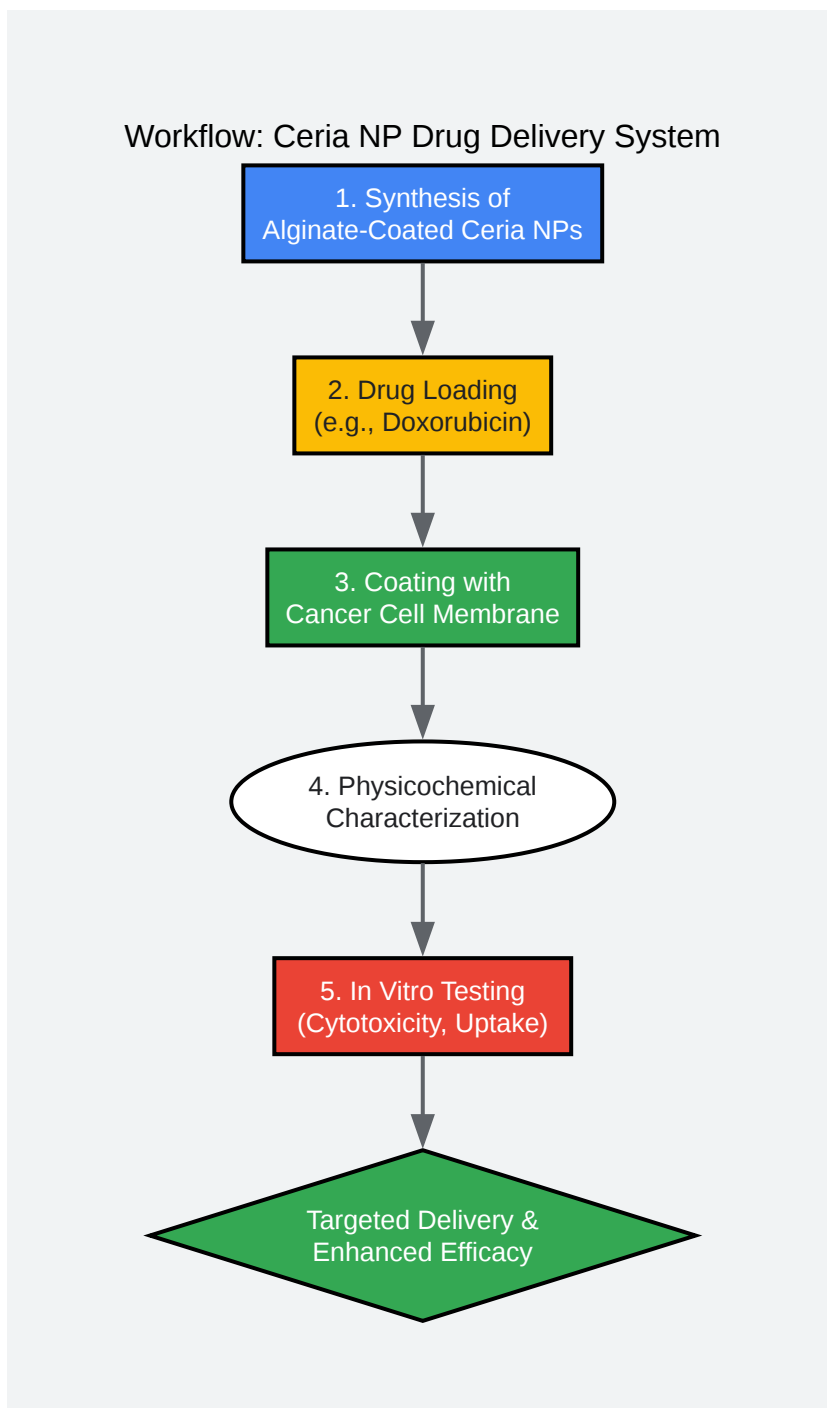 Workflow: Ceria NP Drug Delivery System
1. Synthesis of
Alginate-Coated Ceria NPs
2. Drug Loading
(e.g., Doxorubicin)
3. Coating with
Cancer Cell Membrane
4. Physicochemical
Characterization
5. In Vitro Testing
(Cytotoxicity, Uptake)
Targeted Delivery &
Enhanced Efficacy